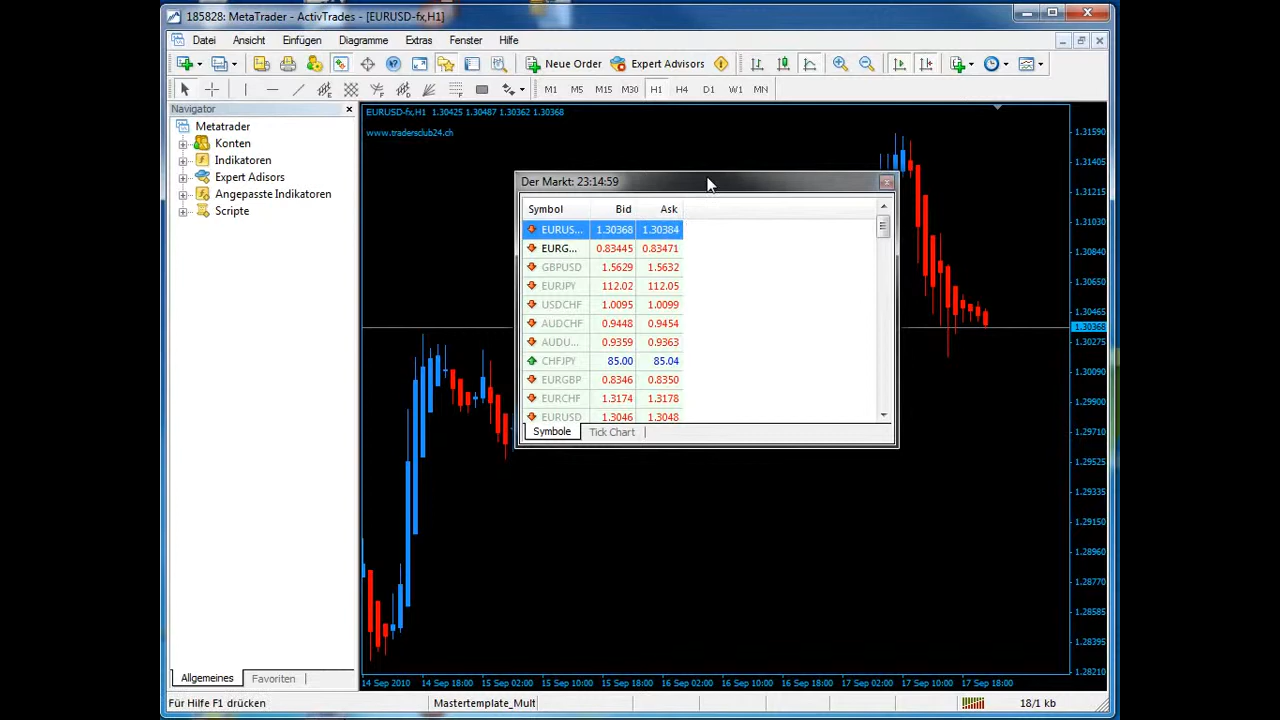 185828: MetaTrader - ActivTrades - [EURUSD-fx,H1]
Datei Ansicht Einfügen Diagramme Extras Fenster Hilfe
Neue Order Expert Advisors
M1 M5 M15 M30 H1 H4 D1 W1 MN
Navigator
Metatrader
Konten
Indikatoren
Expert Adisors
Angepasste Indikatoren
Scripte
Allgemeines Favoriten
EURUSD-fx,H1 1.30425 1.30487 1.30362 1.30368
www.tradersclub24.ch
Der Markt: 23:14:59
Symbol Bid Ask
EURUS... 1.30368 1.30384
EURG... 0.83445 0.83471
GBPUSD 1.5629 1.5632
EURJPY 112.02 112.05
USDCHF 1.0095 1.0099
AUDCHF 0.9448 0.9454
AUDU... 0.9359 0.9363
CHFJPY 85.00 85.04
EURGBP 0.8346 0.8350
EURCHF 1.3174 1.3178
EURUSD 1.3046 1.3048
Symbole Tick Chart
1.31590
1.31405
1.31215
1.31030
1.30840
1.30650
1.30465
1.30368
1.30275
1.30090
1.29900
1.29710
1.29525
1.29335
1.29150
1.28960
1.28770
1.28585
1.28395
1.28210
14 Sep 2010 14 Sep 18:00 15 Sep 02:00 15 Sep 10:00 15 Sep 18:00 16 Sep 02:00 16 Sep 10:00 16 Sep 18:00 17 Sep 02:00 17 Sep 10:00 17 Sep 18:00
Für Hilfe F1 drücken Mastertemplate_Mult 18/1 kb